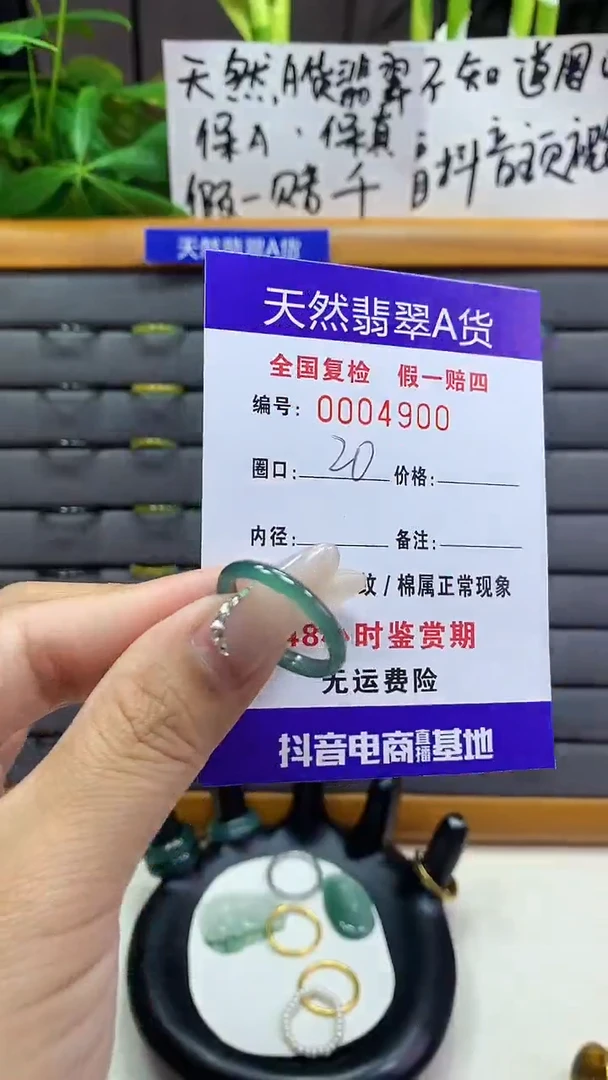 天然A货翡翠不知道圈
保A·保真
假一赔千
天然翡翠A货
天然翡翠A货
全国复检 假一赔四
编号: 0004900
圈口: 20 价格:
内径: 备注:
纹/棉属正常现象
48小时鉴赏期
无运费险
抖音电商直播基地